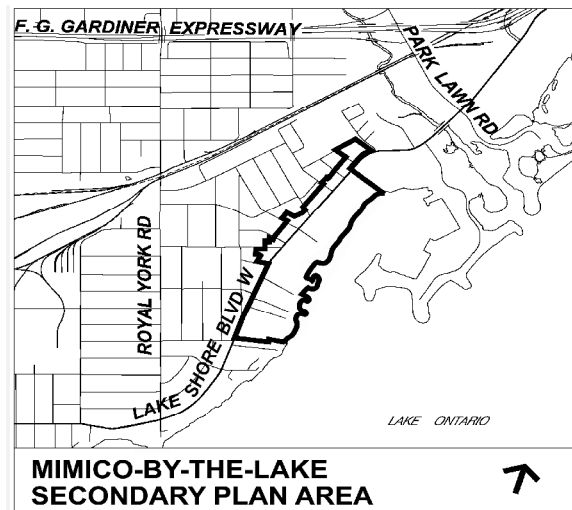 F. G. GARDINER EXPRESSWAY
PARK LAWN RD
ROYAL YORK RD
LAKE SHORE BLVD W
LAKE ONTARIO
MIMICO-BY-THE-LAKE
SECONDARY PLAN AREA